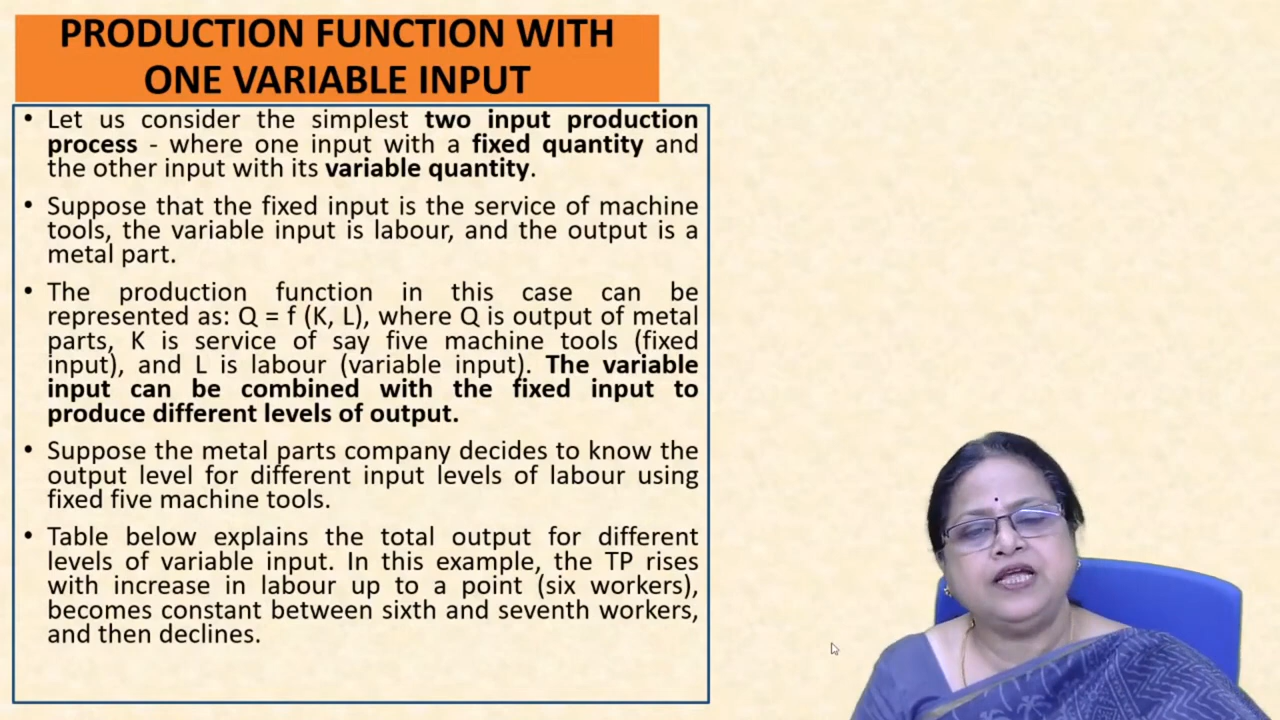 PRODUCTION FUNCTION WITH
ONE VARIABLE INPUT
• Let us consider the simplest two input production
process - where one input with a fixed quantity and
the other input with its variable quantity.
• Suppose that the fixed input is the service of machine
tools, the variable input is labour, and the output is a
metal part.
• The production function in this case can be
represented as: Q = f (K, L), where Q is output of metal
parts, K is service of say five machine tools (fixed
input), and L is labour (variable input). The variable
input can be combined with the fixed input to
produce different levels of output.
• Suppose the metal parts company decides to know the
output level for different input levels of labour using
fixed five machine tools.
• Table below explains the total output for different
levels of variable input. In this example, the TP rises
with increase in labour up to a point (six workers),
becomes constant between sixth and seventh workers,
and then declines.